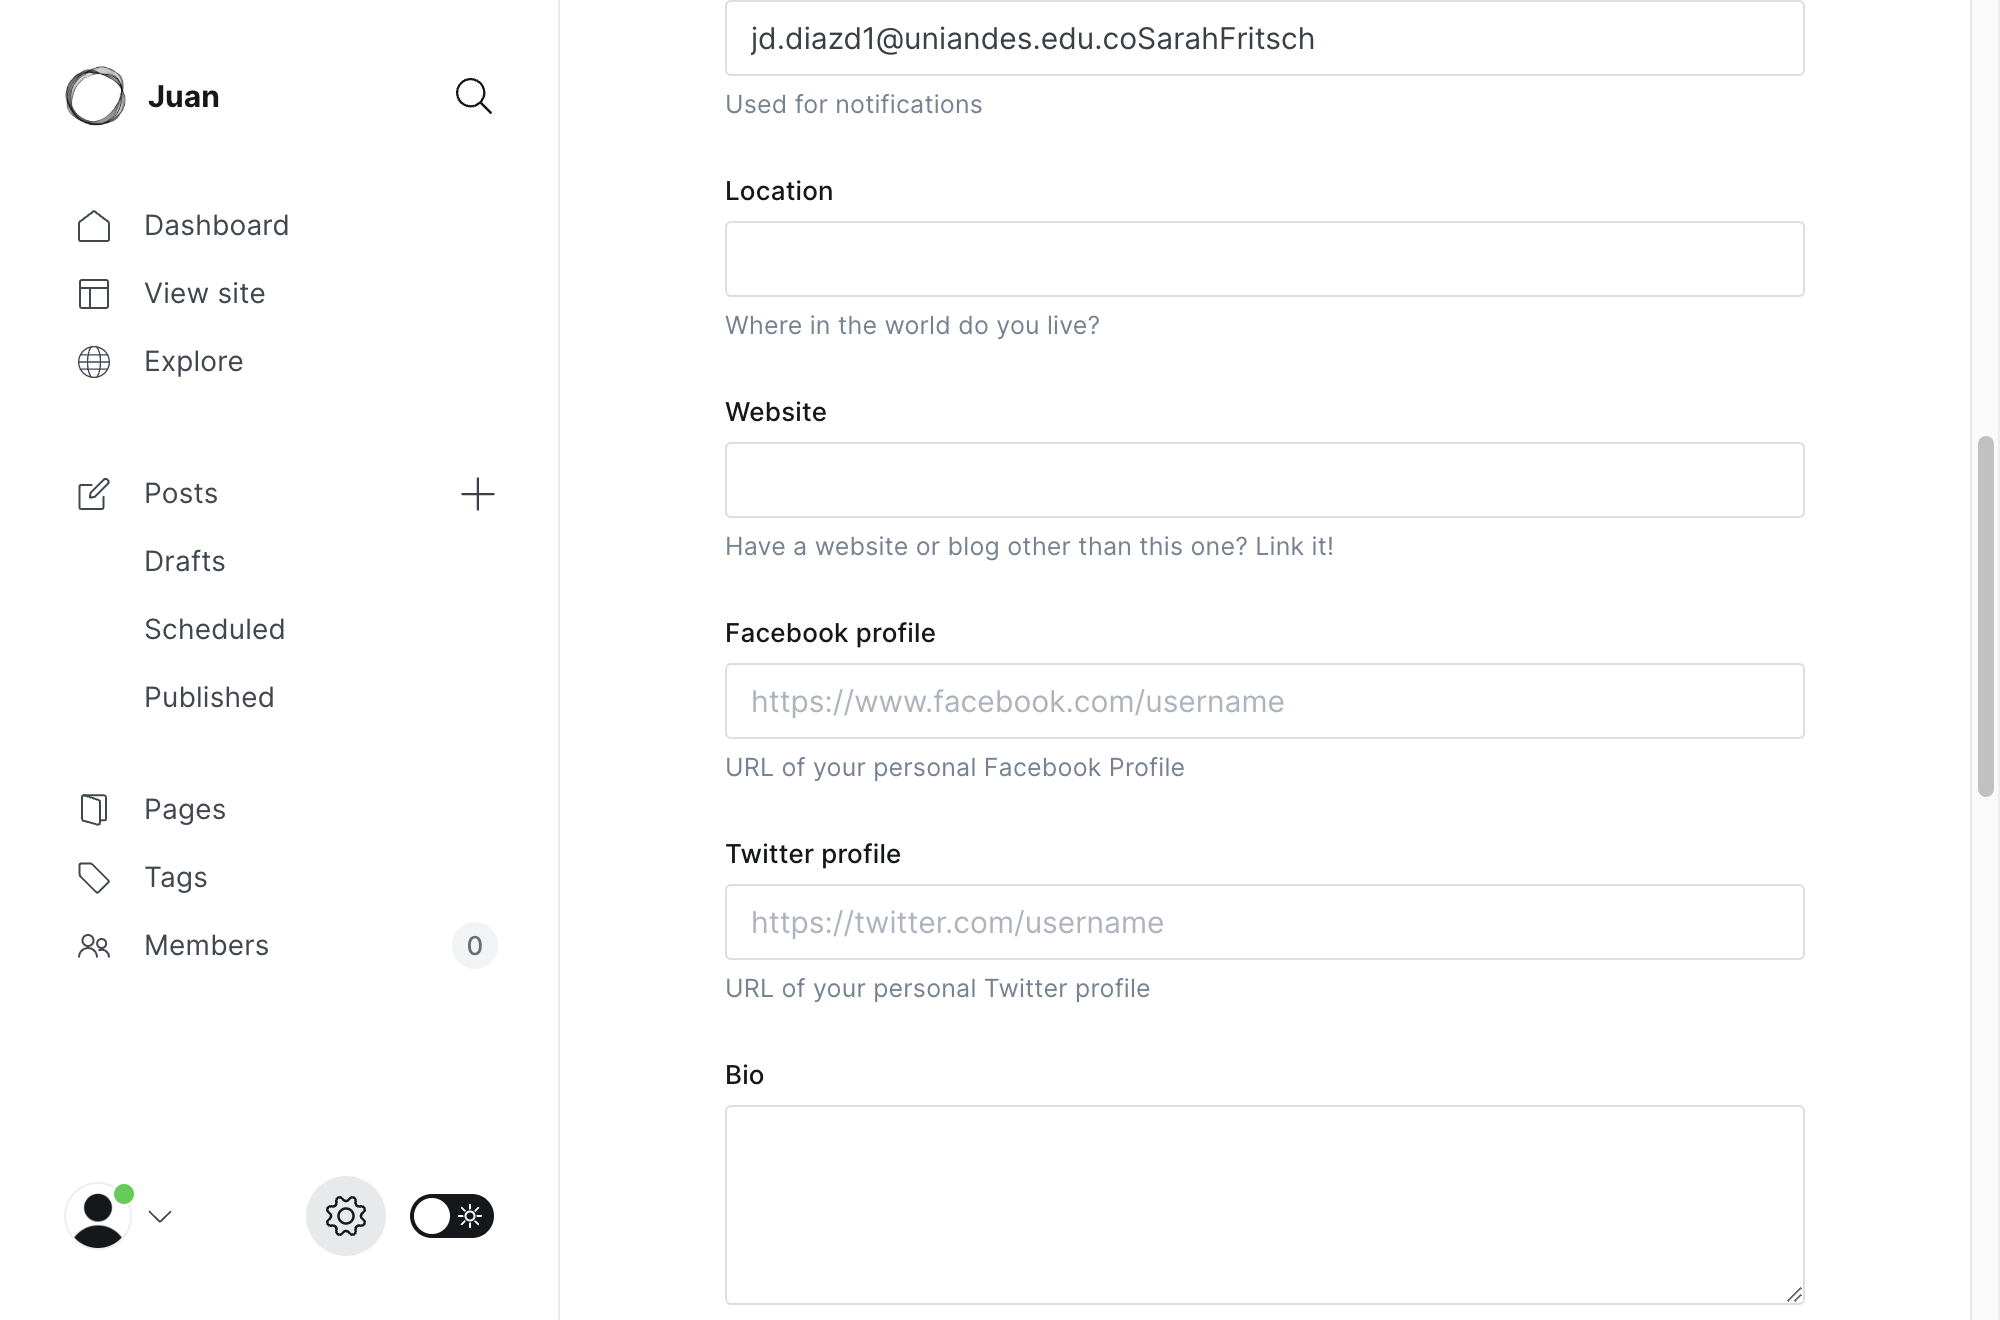 Juan
Dashboard
View site
Explore
Posts
Drafts
Scheduled
Published
Pages
Tags
Members
0
jd.diazd1@uniandes.edu.coSarahFritsch
Used for notifications
Location
Where in the world do you live?
Website
Have a website or blog other than this one? Link it!
Facebook profile
https://www.facebook.com/username
URL of your personal Facebook Profile
Twitter profile
https://twitter.com/username
URL of your personal Twitter profile
Bio